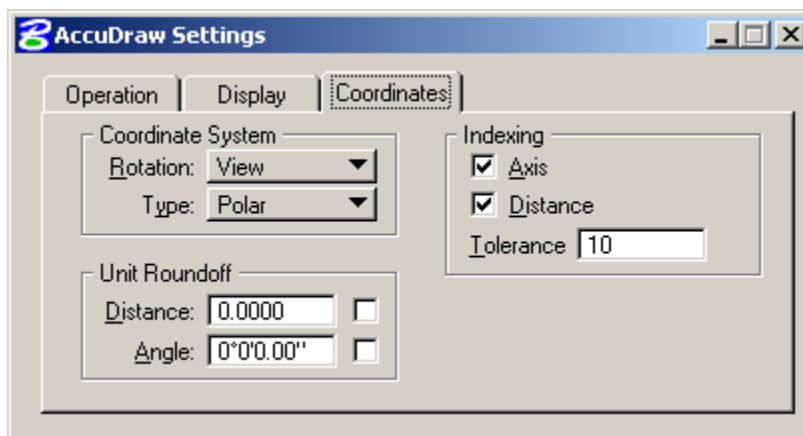 AccuDraw Settings
Operation
Display
Coordinates
Coordinate System
Rotation: View
Type: Polar
Unit Roundoff
Distance: 0.0000
Angle: 0°0'0.00"
Indexing
Axis
Distance
Tolerance 10